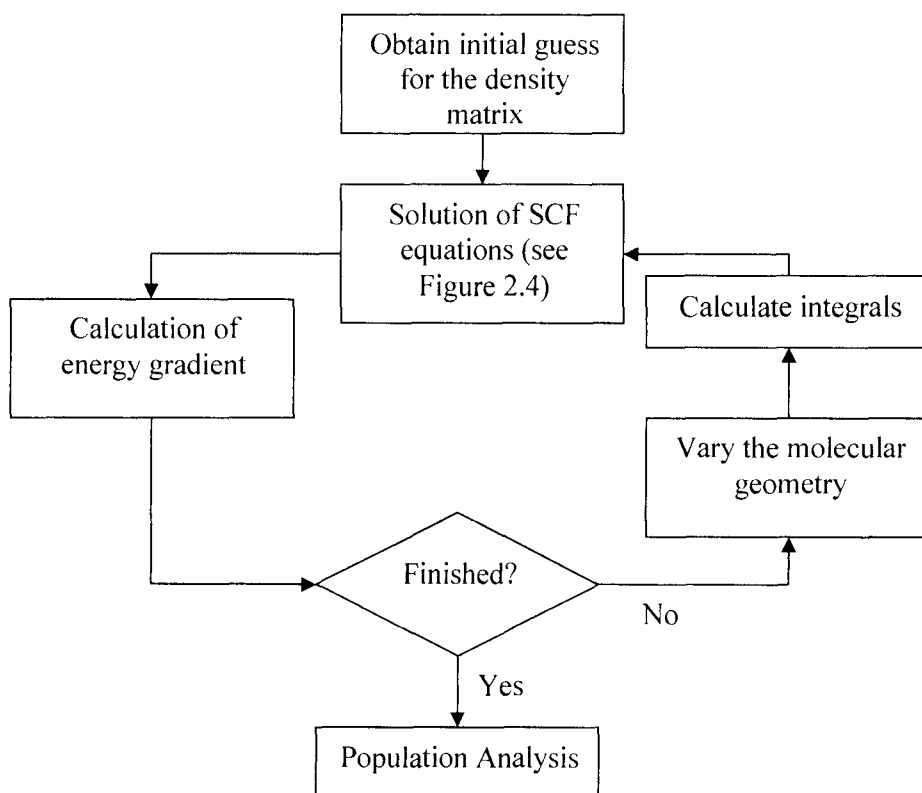 Obtain initial guess
for the density
matrix
Solution of SCF
equations (see
Figure 2.4)
Calculate integrals
Calculation of
energy gradient
Vary the molecular
geometry
Finished?
No
Yes
Population Analysis